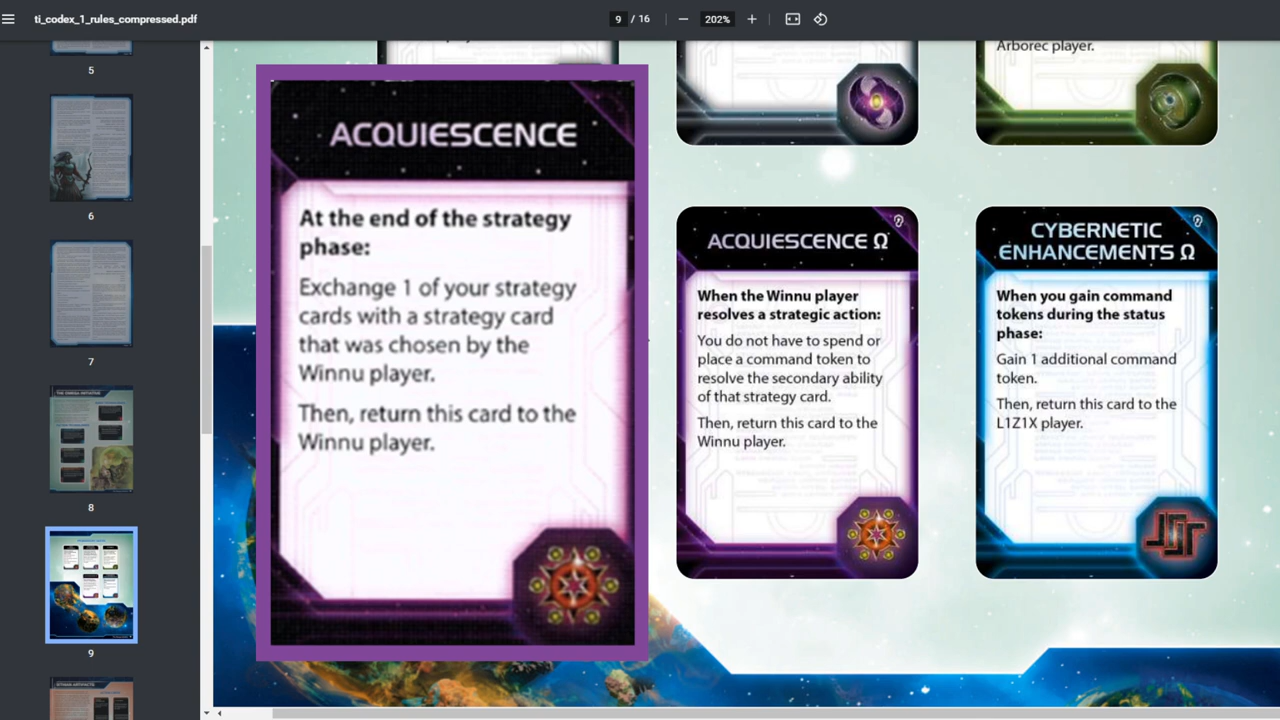 ti_codex_1_rules_compressed.pdf
9 / 16
202%
5
6
7
8
9
Arborec player.
ACQUIESCENCE
At the end of the strategy
phase:
Exchange 1 of your strategy
cards with a strategy card
that was chosen by the
Winnu player.
Then, return this card to the
Winnu player.
ACQUIESCENCE Ω
When the Winnu player
resolves a strategic action:
You do not have to spend or
place a command token to
resolve the secondary ability
of that strategy card.
Then, return this card to the
Winnu player.
CYBERNETIC
ENHANCEMENTS Ω
When you gain command
tokens during the status
phase:
Gain 1 additional command
token.
Then, return this card to the
L1Z1X player.